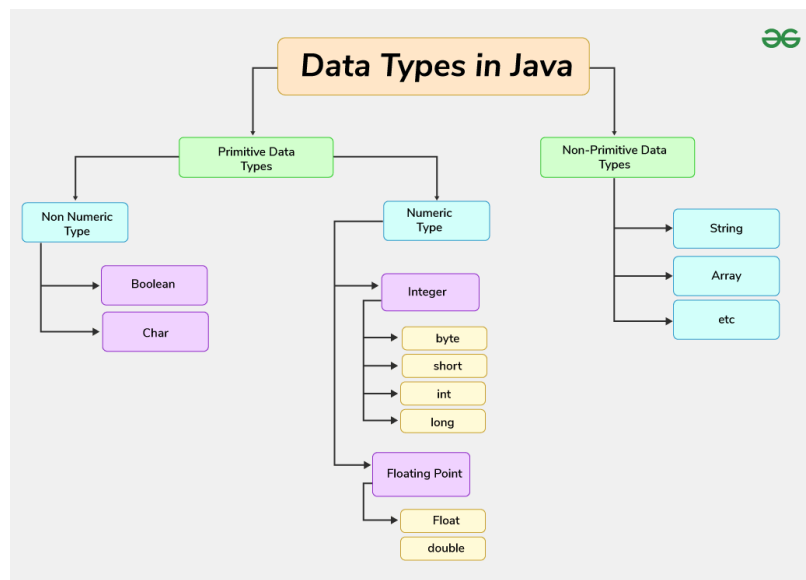 Data Types in Java
Primitive Data
Types
Non-Primitive Data
Types
Non Numeric
Type
Numeric
Type
String
Boolean
Integer
Array
Char
etc
byte
short
int
long
Floating Point
Float
double